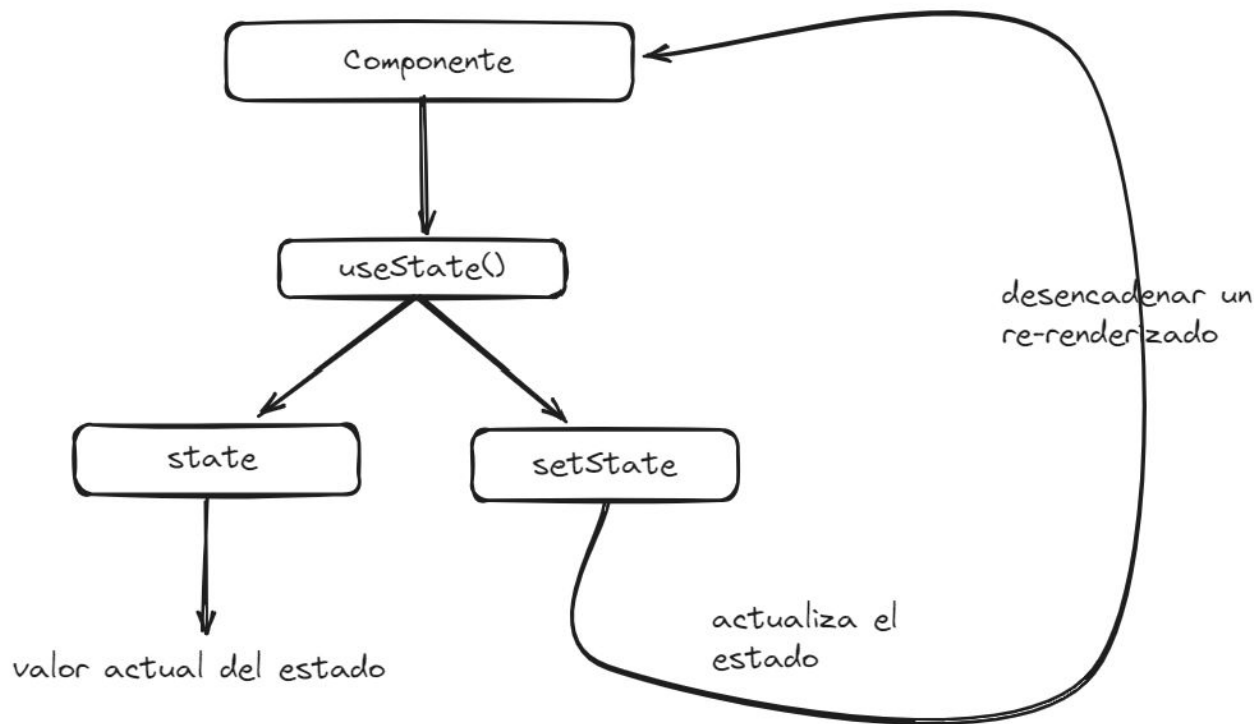 Componente
useState()
desencadenar un
re-renderizado
state
setState
actualiza el
estado
valor actual del estado